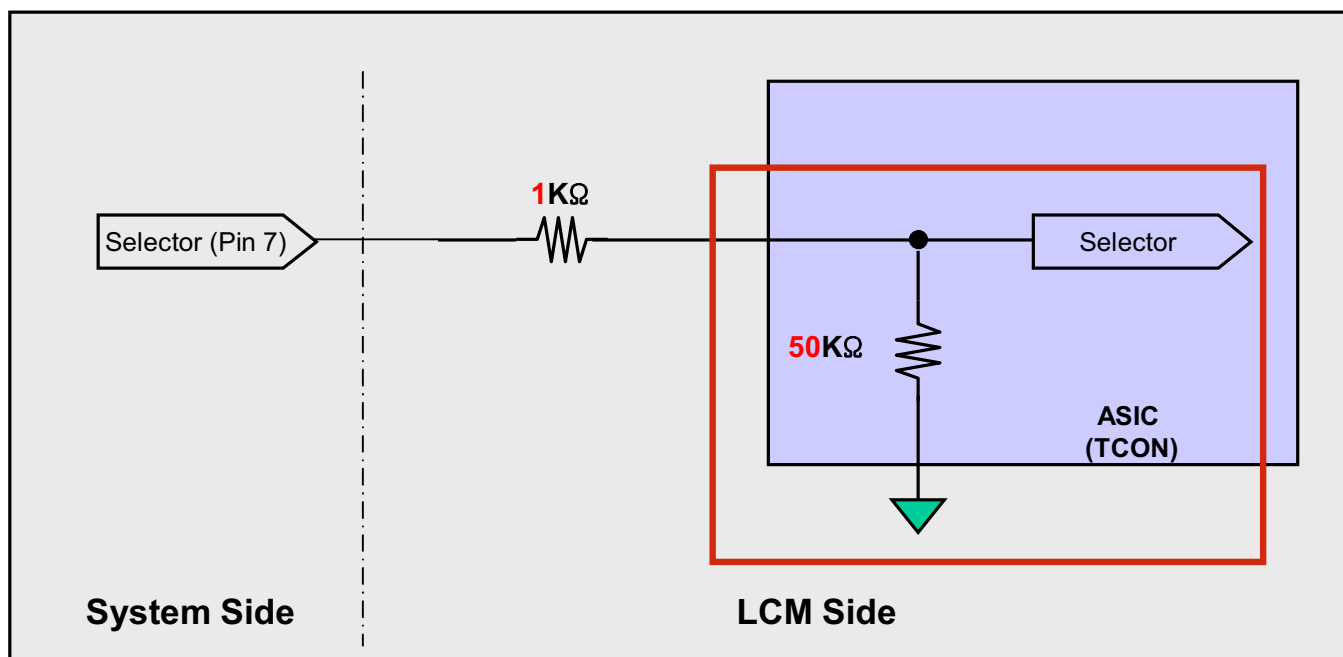 1KΩ
Selector (Pin 7)
Selector
50KΩ
ASIC
(TCON)
System Side
LCM Side